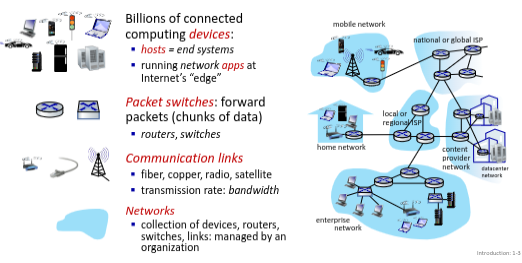 Billions of connected
computing devices:
▪ hosts = end systems
▪ running network apps at
Internet's “edge”
Packet switches: forward
packets (chunks of data)
▪ routers, switches
Communication links
▪ fiber, copper, radio, satellite
▪ transmission rate: bandwidth
Networks
▪ collection of devices, routers,
switches, links: managed by an
organization
mobile network
national or global ISP
local or
regional ISP
home network
content
provider
network
datacenter
network
enterprise
network
Introduction: 1-3